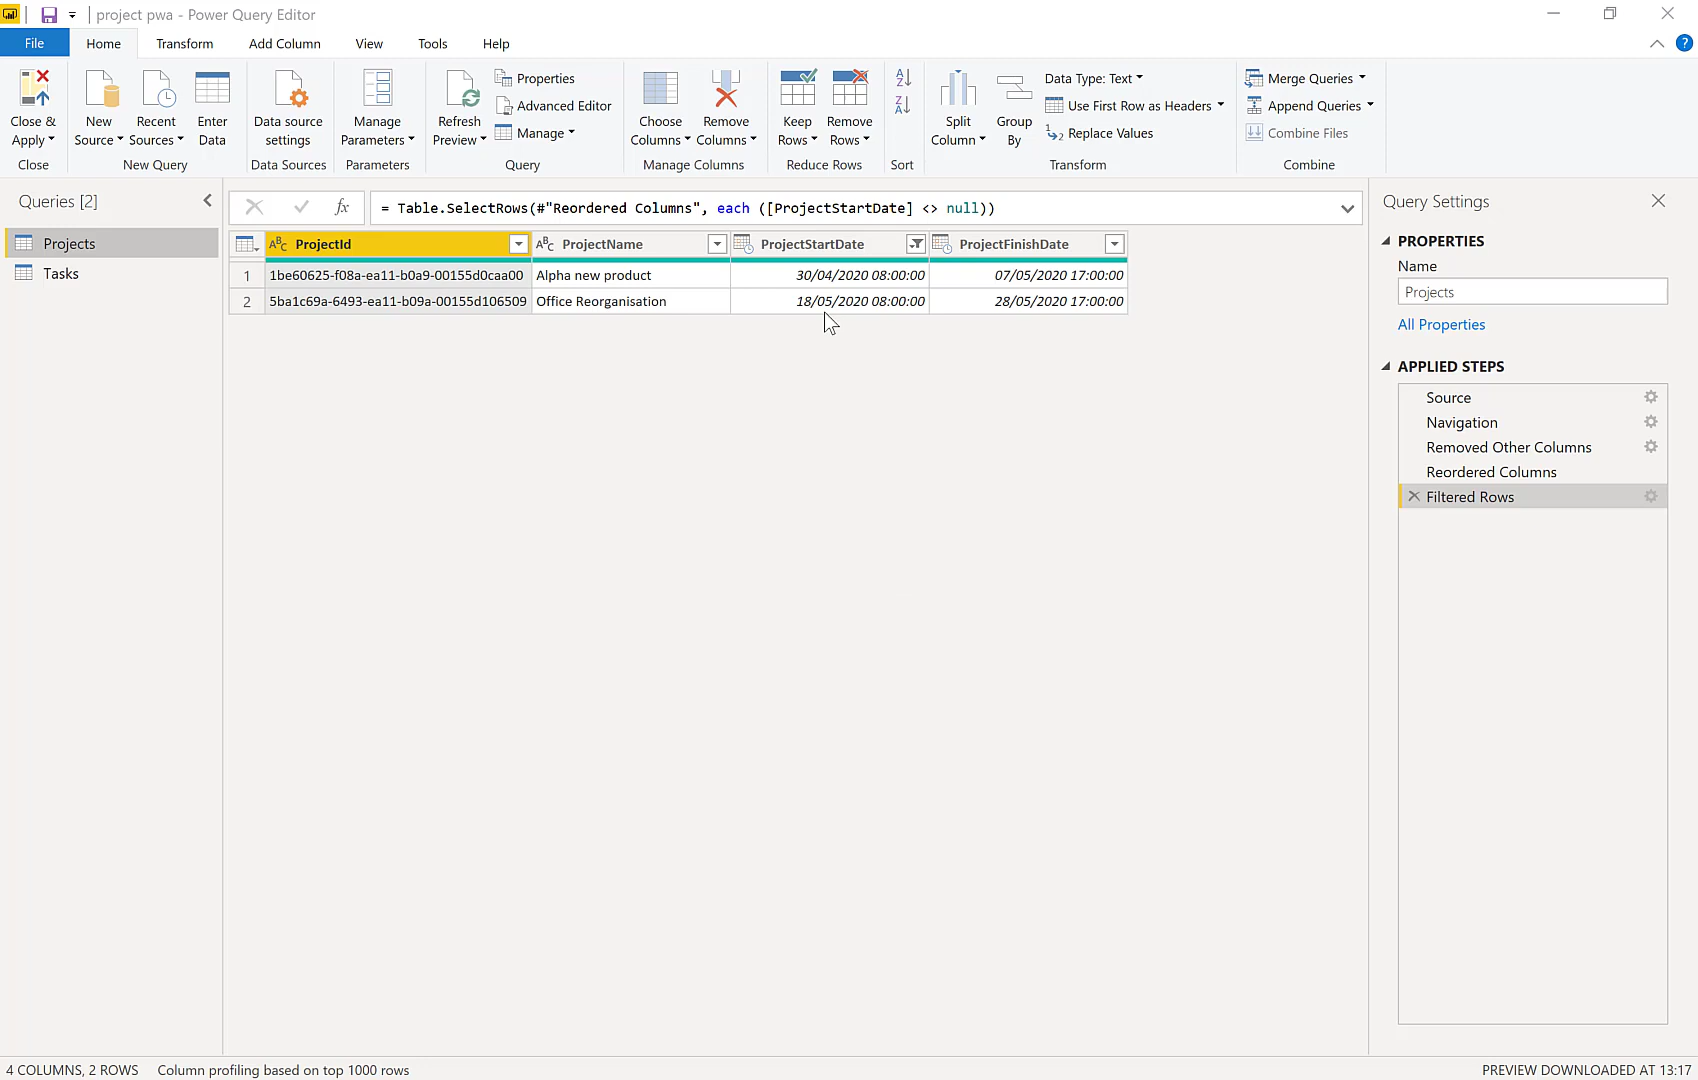 project pwa - Power Query Editor
File Home Transform Add Column View Tools Help
Close & Apply
Close
New Source
Recent Sources
Enter Data
New Query
Data source settings
Data Sources
Manage Parameters
Parameters
Refresh Preview
Properties
Advanced Editor
Manage
Query
Choose Columns
Remove Columns
Manage Columns
Keep Rows
Remove Rows
Reduce Rows
Sort
Split Column
Group By
Data Type: Text
Use First Row as Headers
Replace Values
Transform
Merge Queries
Append Queries
Combine Files
Combine
Queries [2]
Projects
Tasks
fx = Table.SelectRows(#"Reordered Columns", each ([ProjectStartDate] <> null))
ProjectId ProjectName ProjectStartDate ProjectFinishDate
1 1be60625-f08a-ea11-b0a9-00155d0caa00 Alpha new product 30/04/2020 08:00:00 07/05/2020 17:00:00
2 5ba1c69a-6493-ea11-b09a-00155d106509 Office Reorganisation 18/05/2020 08:00:00 28/05/2020 17:00:00
Query Settings
PROPERTIES
Name
Projects
All Properties
APPLIED STEPS
Source
Navigation
Removed Other Columns
Reordered Columns
Filtered Rows
4 COLUMNS, 2 ROWS Column profiling based on top 1000 rows
PREVIEW DOWNLOADED AT 13:17